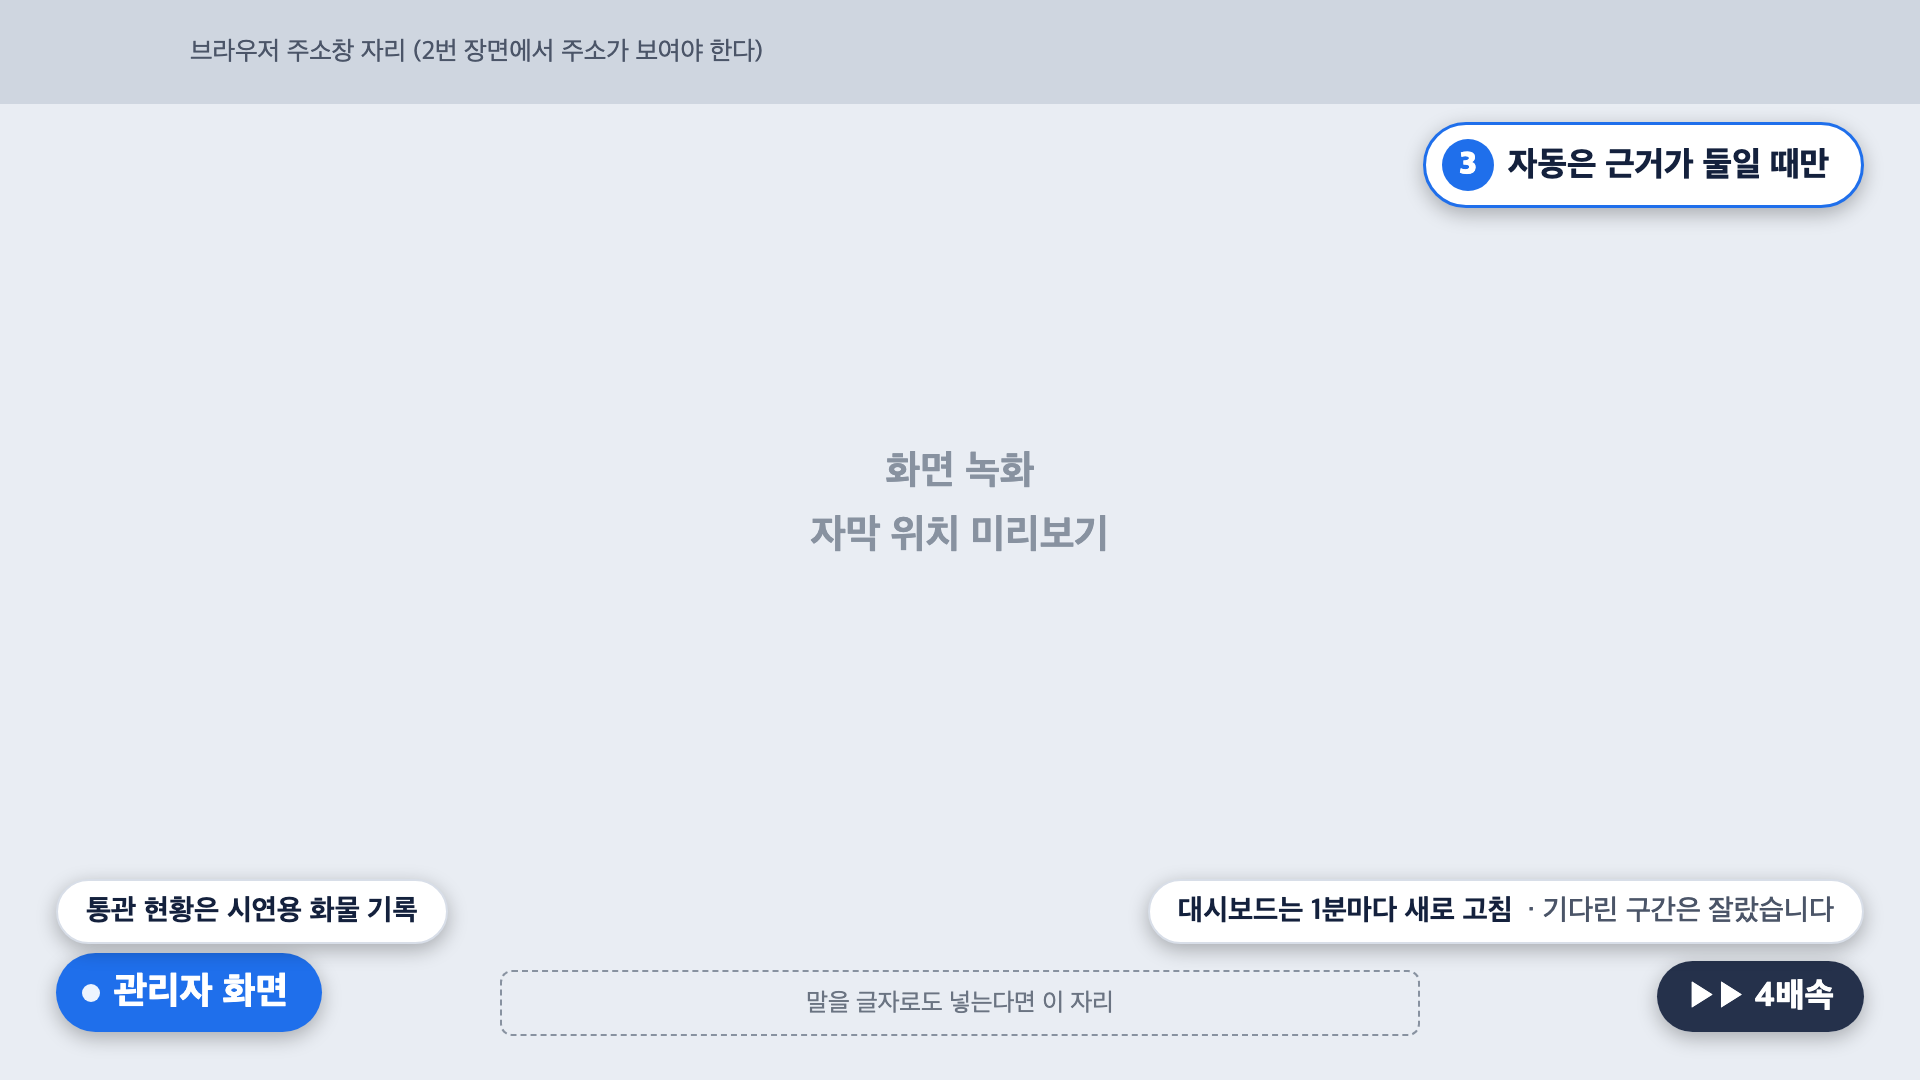 브라우저 주소창 자리 (2번 장면에서 주소가 보여야 한다)
3 자동은 근거가 둘일 때만
화면 녹화
자막 위치 미리보기
통관 현황은 시연용 화물 기록
대시보드는 1분마다 새로 고침 · 기다린 구간은 잘랐습니다
관리자 화면
말을 글자로도 넣는다면 이 자리
4배속